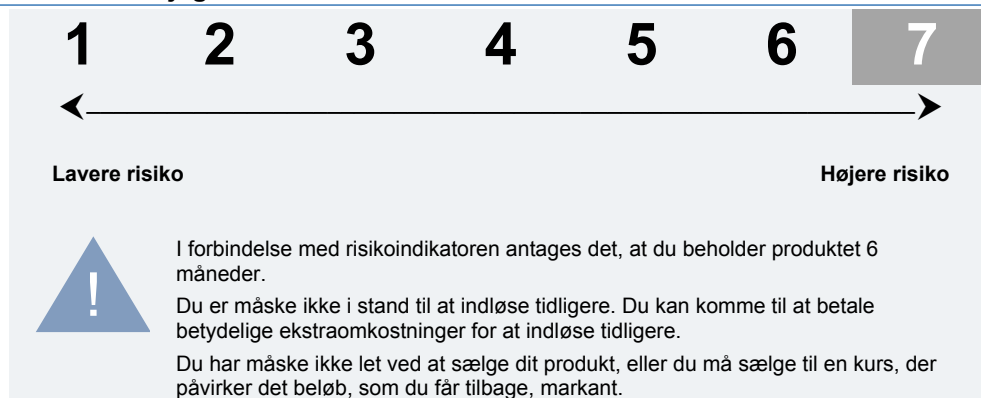 1 2 3 4 5 6 7
Lavere risiko Højere risiko
!
I forbindelse med risikoindikatoren antages det, at du beholder produktet 6
måneder.
Du er måske ikke i stand til at indløse tidligere. Du kan komme til at betale
betydelige ekstraomkostninger for at indløse tidligere.
Du har måske ikke let ved at sælge dit produkt, eller du må sælge til en kurs, der
påvirker det beløb, som du får tilbage, markant.